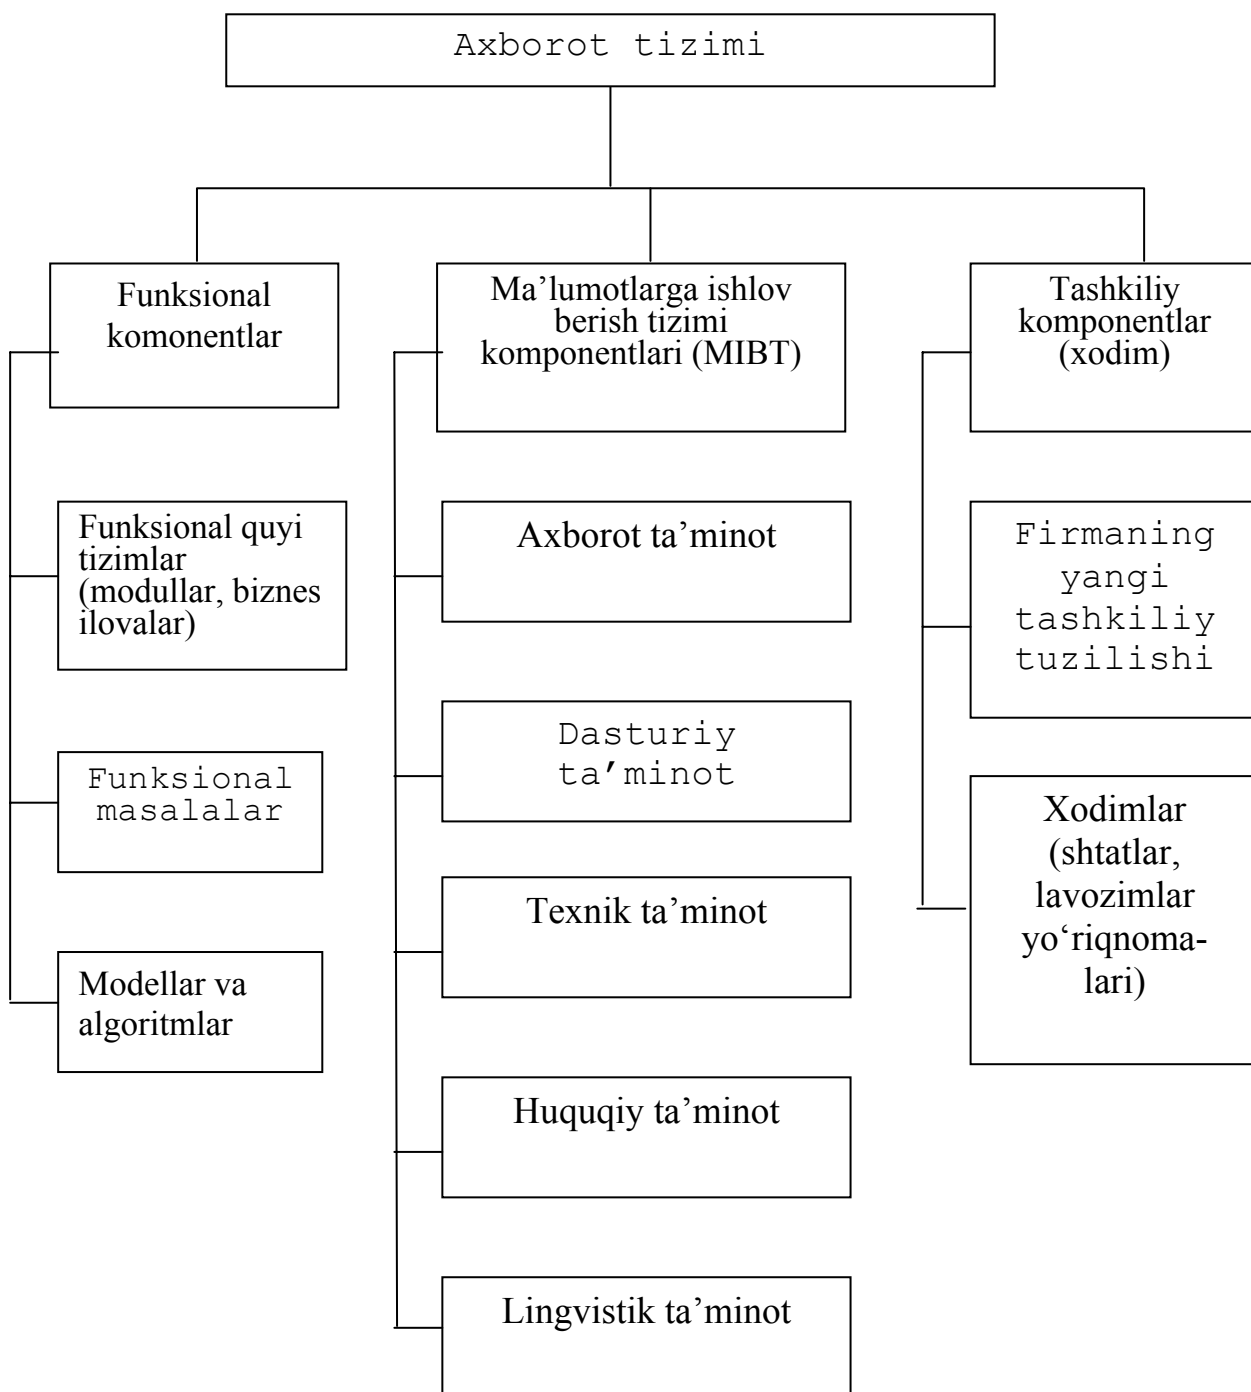 Axborot tizimi
Funksional
komonentlar
Ma’lumotlarga ishlov
berish tizimi
komponentlari (MIBT)
Tashkiliy
komponentlar
(xodim)
Funksional quyi
tizimlar
(modullar, biznes
ilovalar)
Axborot ta’minot
Firmaning
yangi
tashkiliy
tuzilishi
Funksional
masalalar
Dasturiy
ta’minot
Xodimlar
(shtatlar,
lavozimlar
yo‘riqnoma-
lari)
Modellar va
algoritmlar
Texnik ta’minot
Huquqiy ta’minot
Lingvistik ta’minot